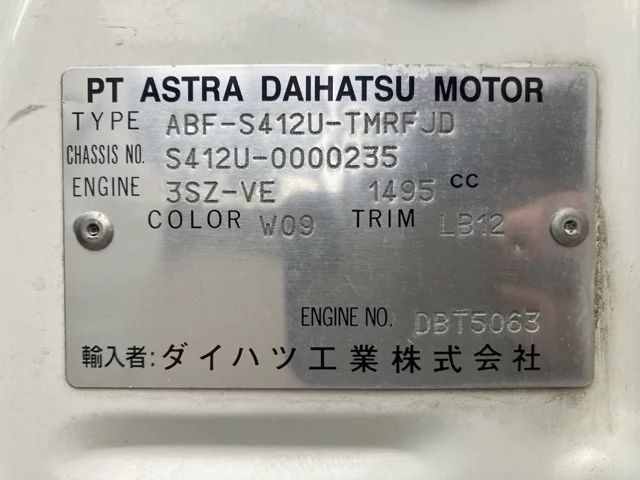 PT ASTRA DAIHATSU MOTOR
TYPE ABF-S412U-TMRFJD
CHASSIS NO. S412U-0000235
ENGINE 3SZ-VE 1495 CC
COLOR W09 TRIM LB12
ENGINE NO. DBT5063
輸入者: ダイハツ工業株式会社